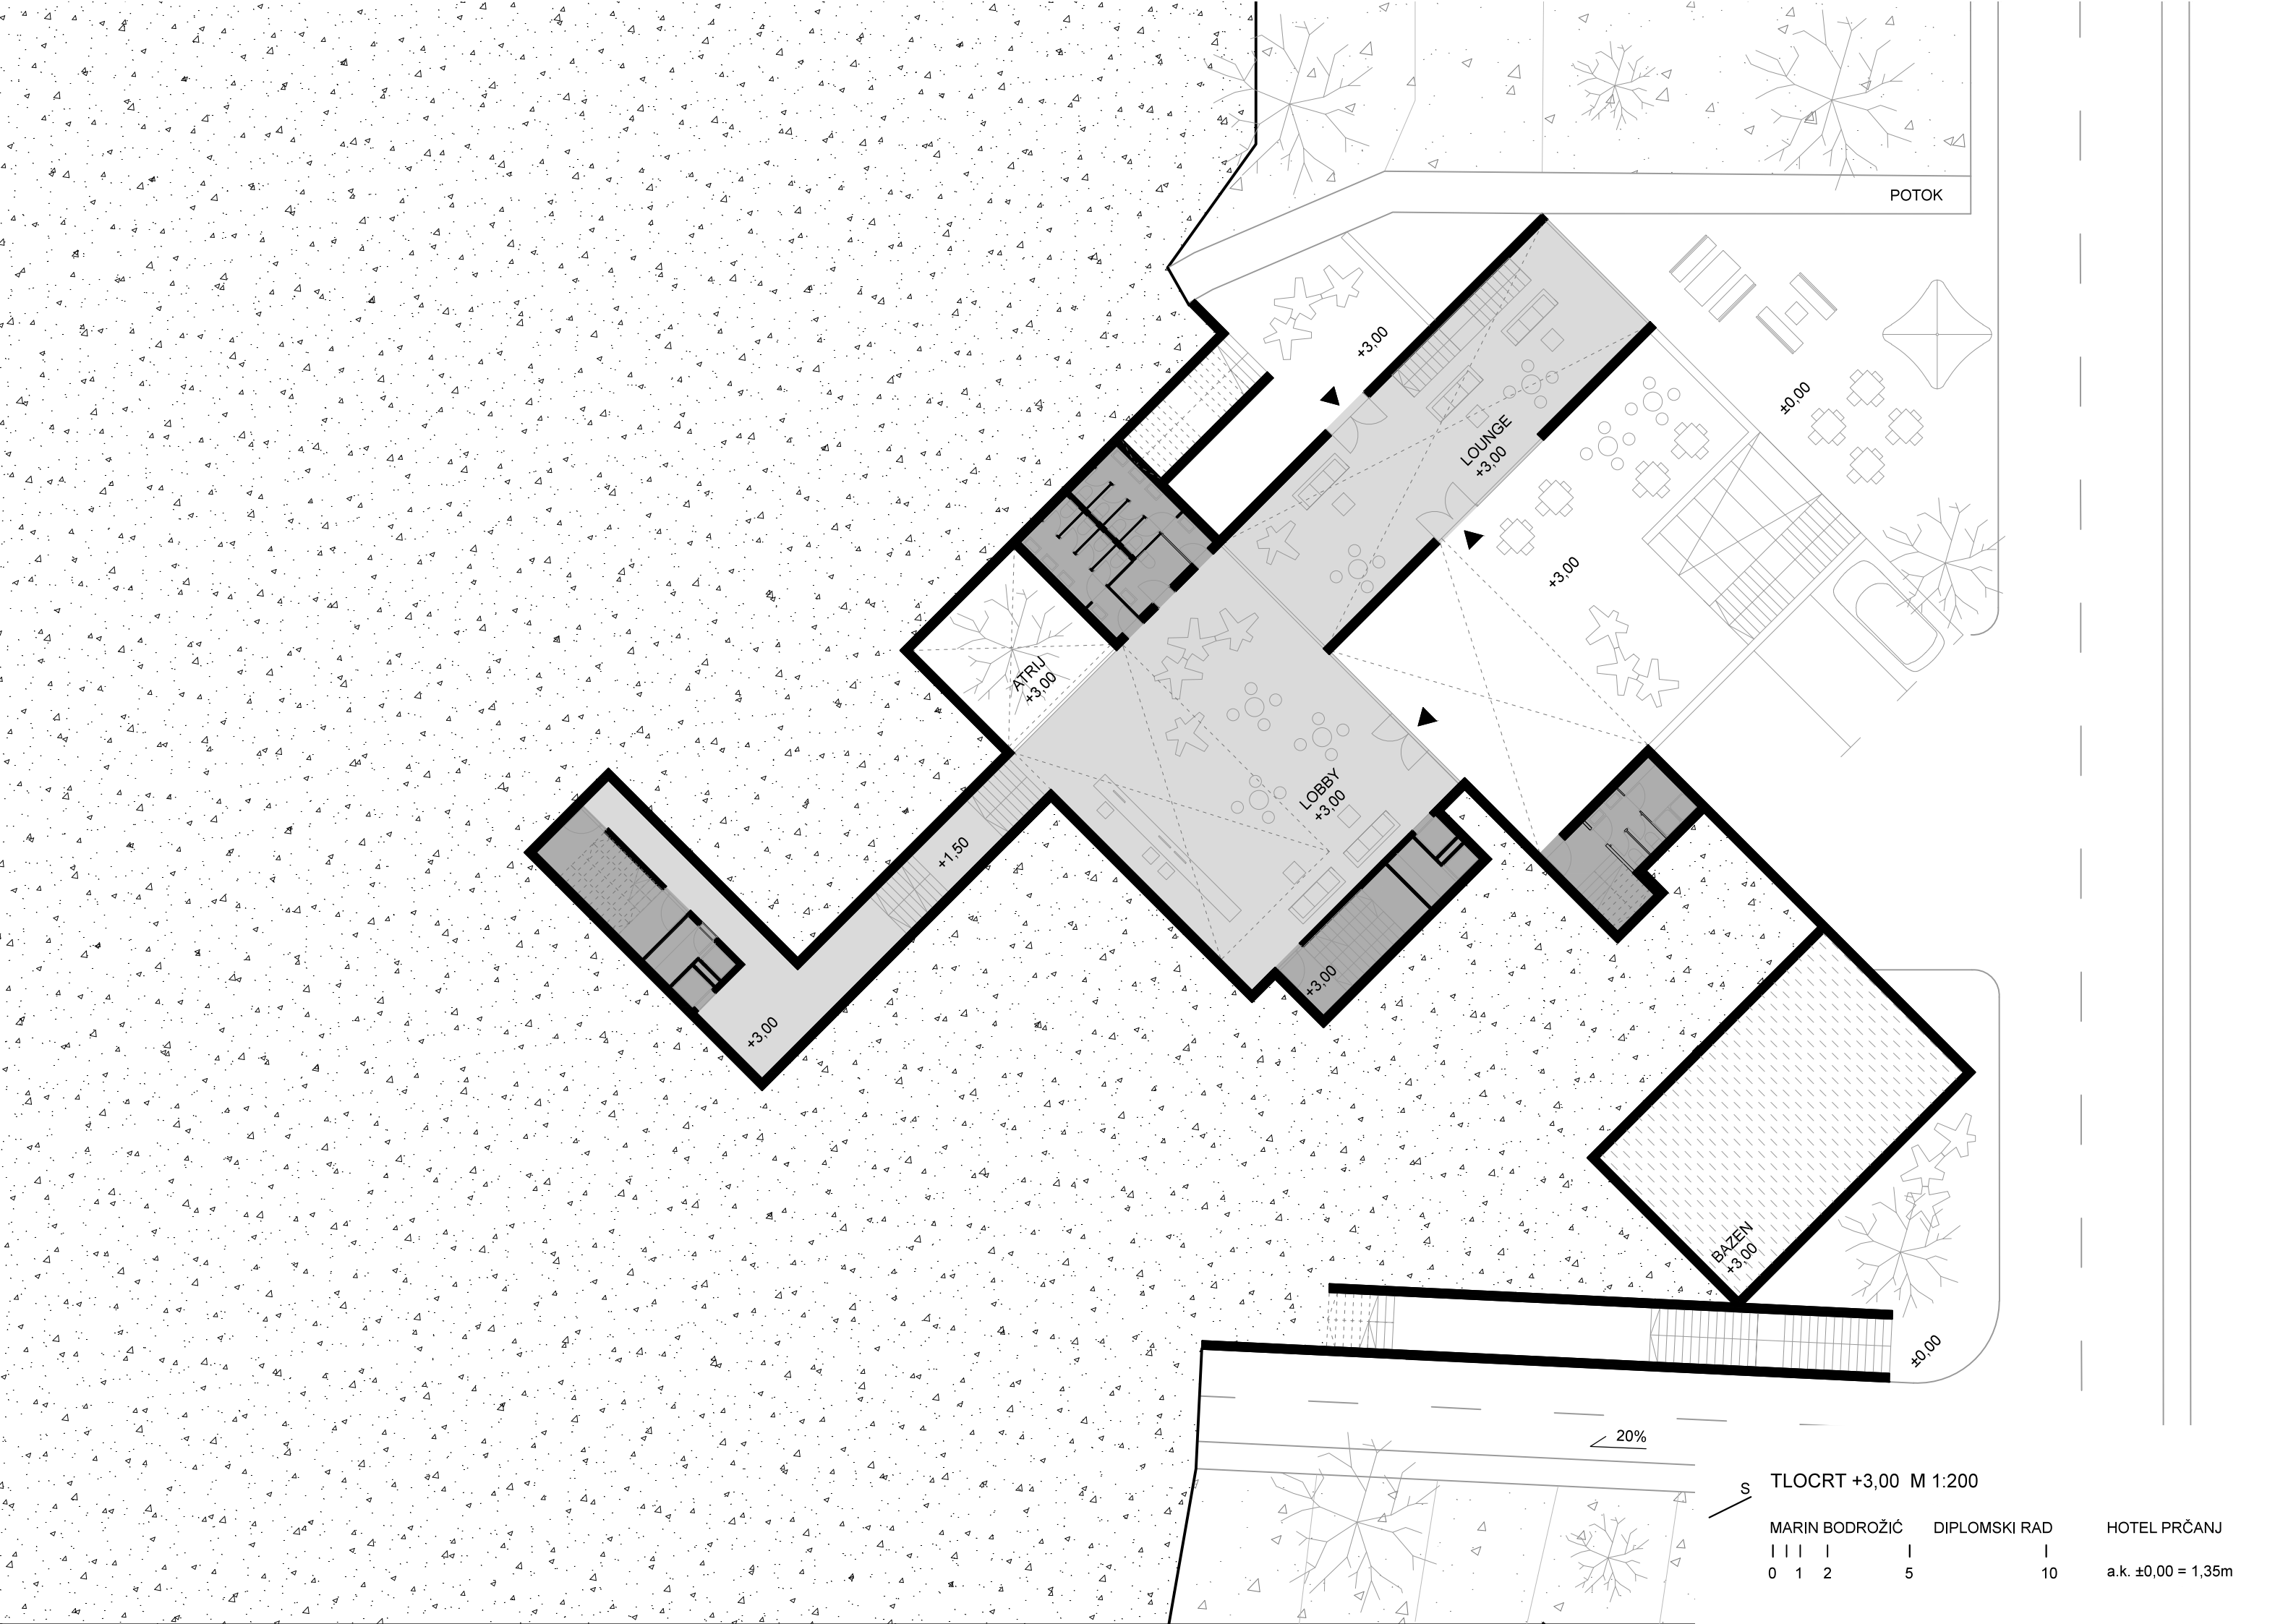 POTOK
+3,00
±0,00
LOUNGE
+3,00
+3,00
ATRIJ
+3,00
LOBBY
+3,00
+1,50
+3,00
+3,00
BAZEN
+3,00
±0,00
20%
S
TLOCRT +3,00 M 1:200
MARIN BODROŽIĆ DIPLOMSKI RAD HOTEL PRČANJ
0 1 2 5 10
a.k. ±0,00 = 1,35m